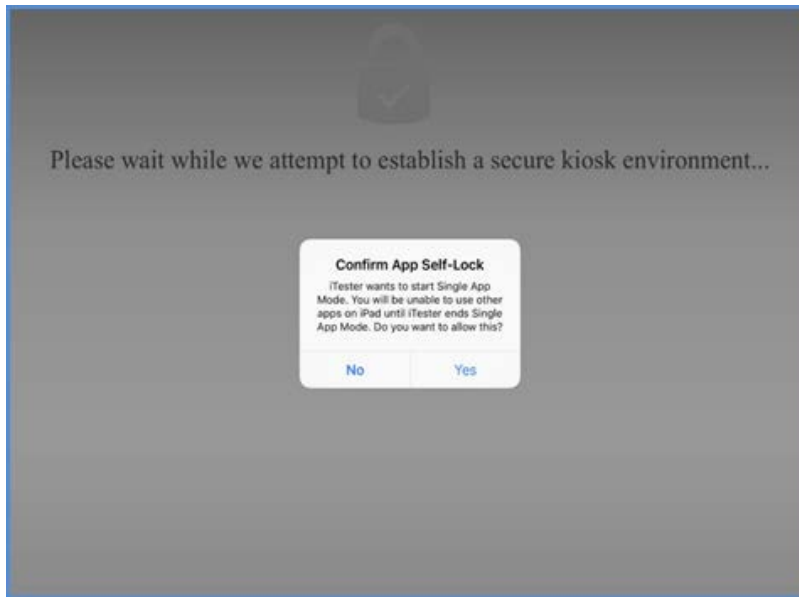 Please wait while we attempt to establish a secure kiosk environment...
Confirm App Self-Lock
iTester wants to start Single App
Mode. You will be unable to use other
apps on iPad until iTester ends Single
App Mode. Do you want to allow this?
No Yes